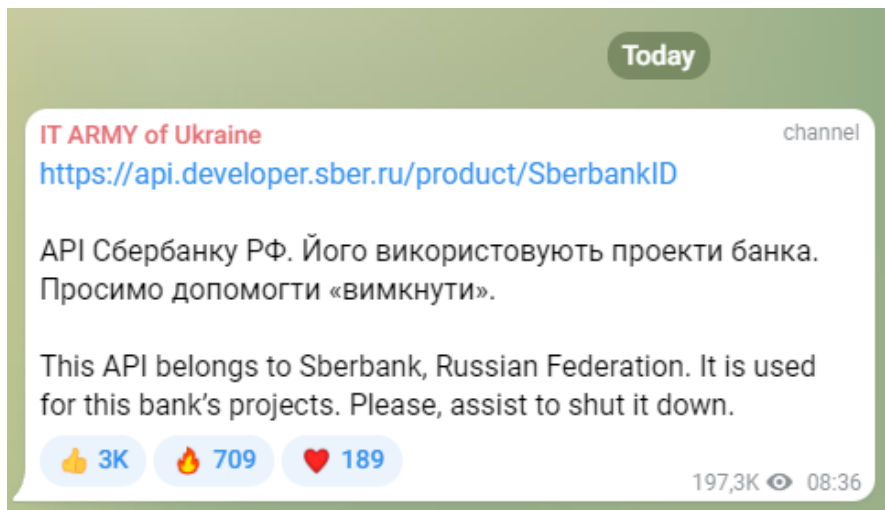 Today
IT ARMY of Ukraine
channel
https://api.developer.sber.ru/product/SberbankID
API Сбербанку РФ. Його використовують проекти банка.
Просимо допомогти «вимкнути».
This API belongs to Sberbank, Russian Federation. It is used
for this bank’s projects. Please, assist to shut it down.
👍 3K 🔥 709 ❤️ 189
197,3K 08:36